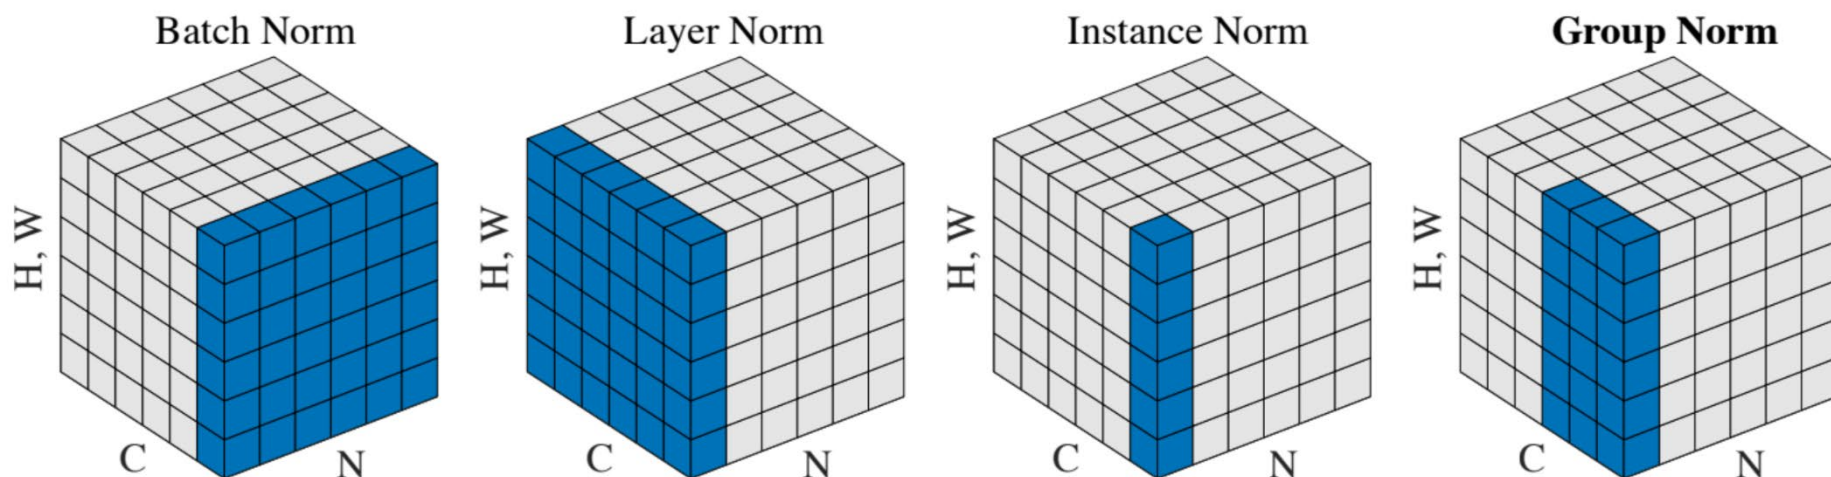 Batch Norm
H, W
C
N
Layer Norm
H, W
C
N
Instance Norm
H, W
C
N
Group Norm
H, W
C
N